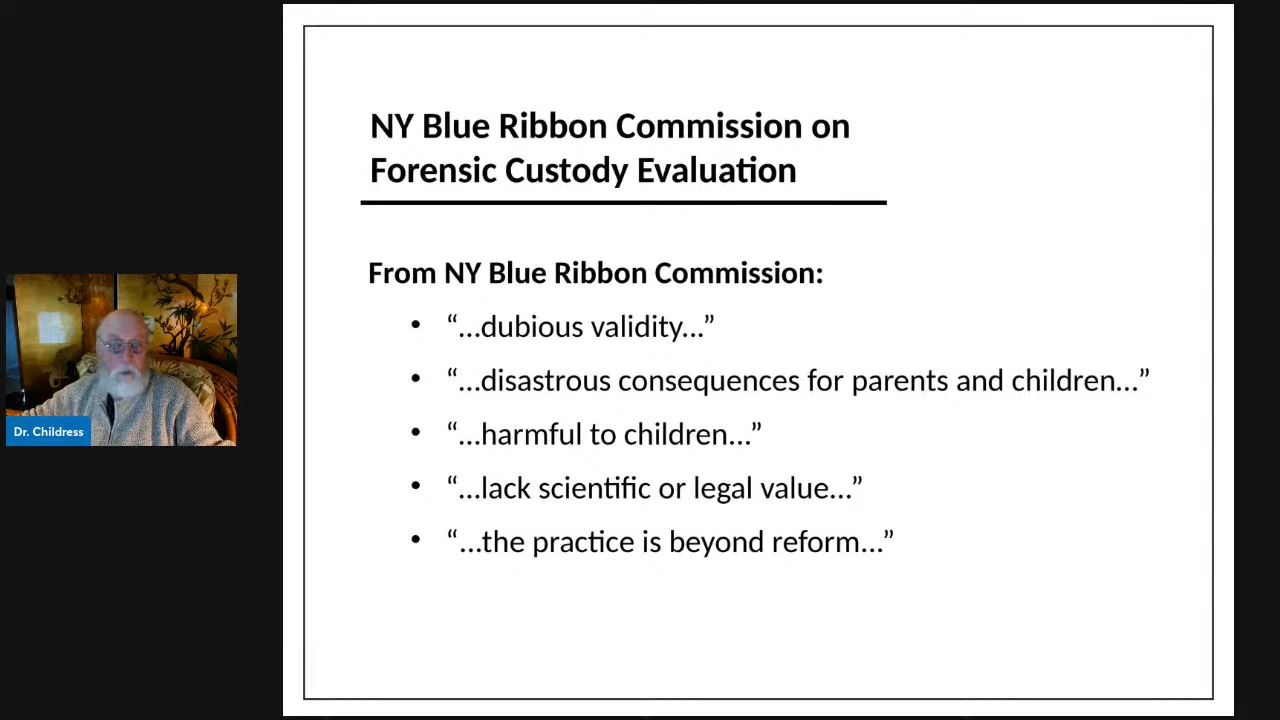 NY Blue Ribbon Commission on
Forensic Custody Evaluation
From NY Blue Ribbon Commission:
• “…dubious validity…”
• “…disastrous consequences for parents and children…”
• “…harmful to children…”
• “…lack scientific or legal value…”
• “…the practice is beyond reform…”
Dr. Childress